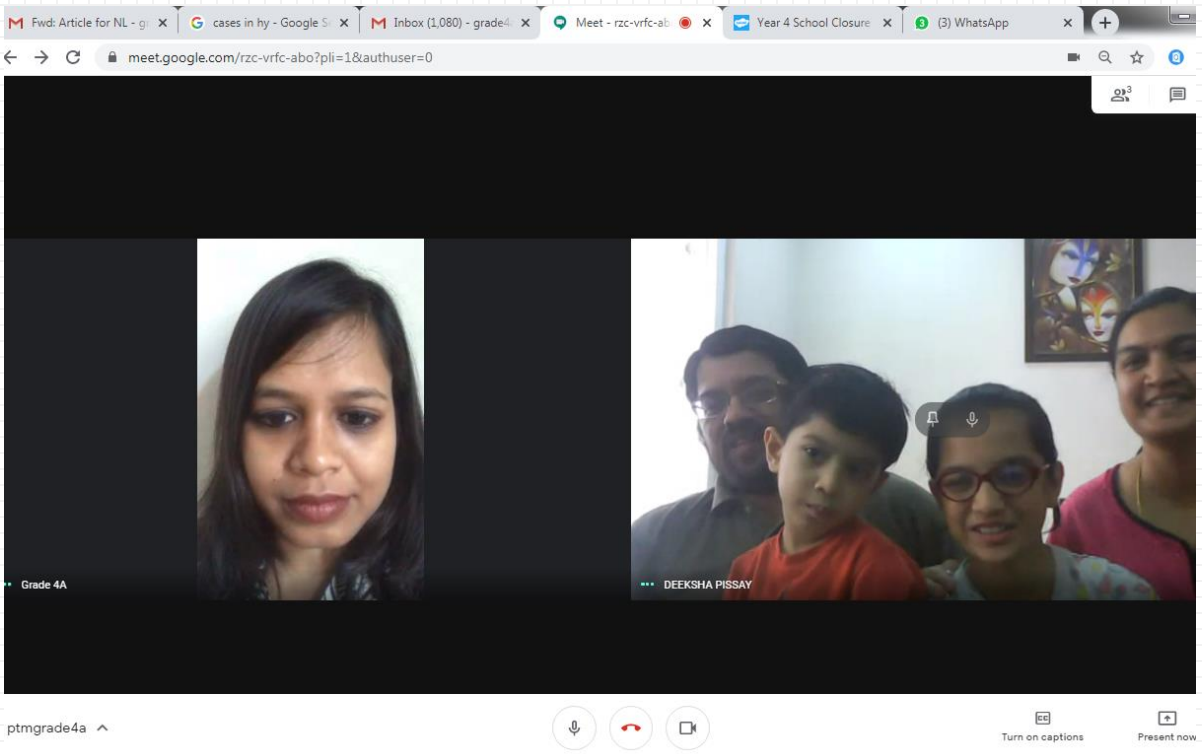 Fwd: Article for NL - g
cases in hy - Google S
Inbox (1,080) - grade4
Meet - rzc-vrfc-ab
Year 4 School Closure
3
(3) WhatsApp
meet.google.com/rzc-vrfc-abo?pli=1&authuser=0
3
Grade 4A
DEEKSHA PISSAY
ptmgrade4a
CC
Turn on captions
Present now